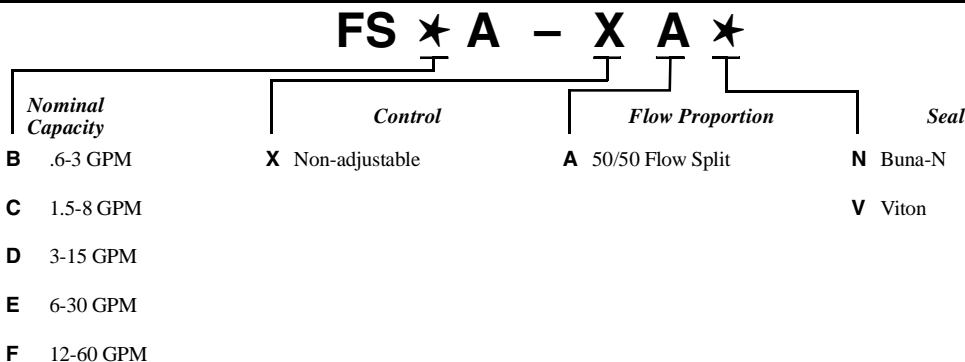 FS ✶ A – X A ✶
Nominal
Capacity
Control
Flow Proportion
Seal
B .6-3 GPM
X Non-adjustable
A 50/50 Flow Split
N Buna-N
C 1.5-8 GPM
V Viton
D 3-15 GPM
E 6-30 GPM
F 12-60 GPM